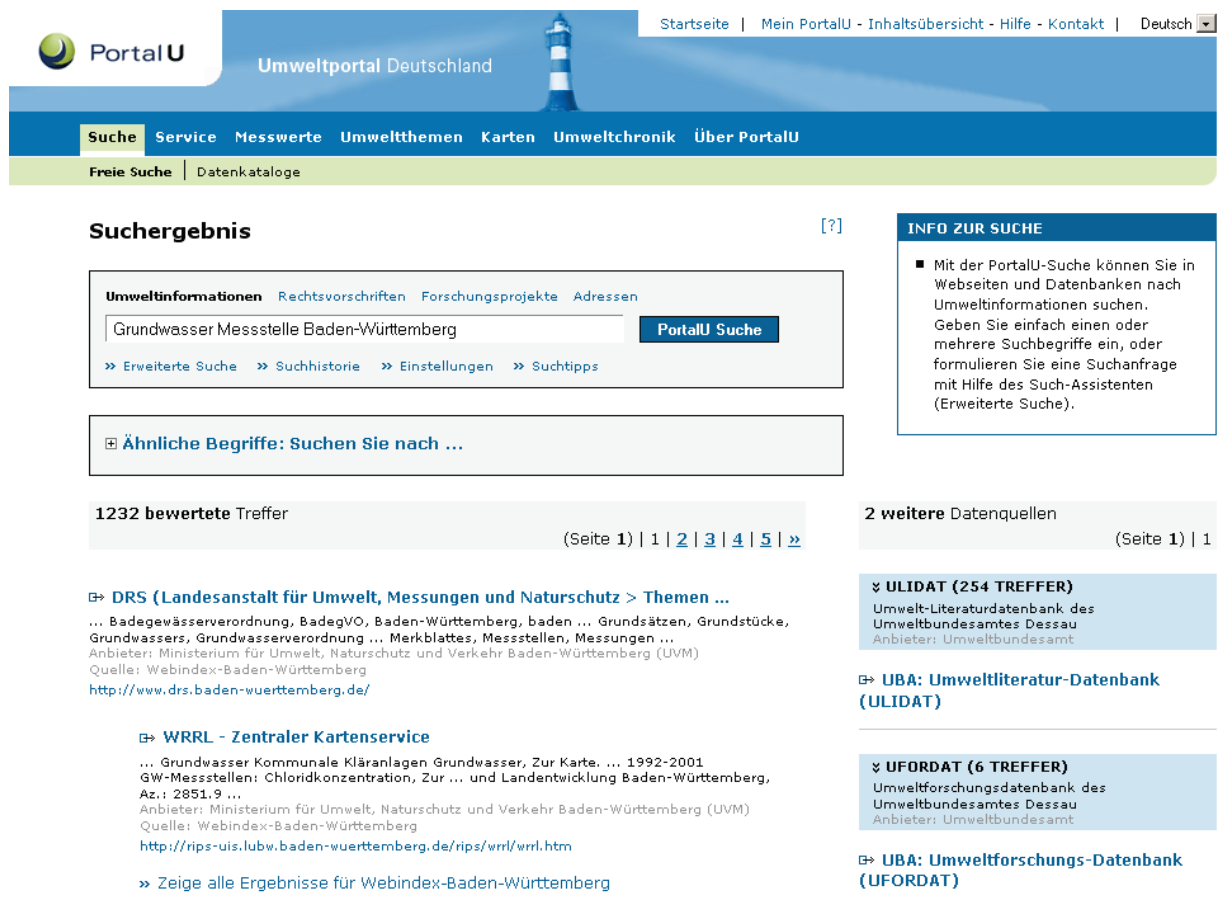 Startseite | Mein PortalU - Inhaltsübersicht - Hilfe - Kontakt | Deutsch
PortalU
Umweltportal Deutschland
Suche Service Messwerte Umweltthemen Karten Umweltchronik Über PortalU
Freie Suche | Datenkataloge
Suchergebnis
[?]
Umweltinformationen Rechtsvorschriften Forschungsprojekte Adressen
Grundwasser Messstelle Baden-Württemberg
PortalU Suche
» Erweiterte Suche » Suchhistorie » Einstellungen » Suchtipps
Ähnliche Begriffe: Suchen Sie nach ...
INFO ZUR SUCHE
Mit der PortalU-Suche können Sie in
Webseiten und Datenbanken nach
Umweltinformationen suchen.
Geben Sie einfach einen oder
mehrere Suchbegriffe ein, oder
formulieren Sie eine Suchanfrage
mit Hilfe des Such-Assistenten
(Erweiterte Suche).
1232 bewertete Treffer
(Seite 1) | 1 | 2 | 3 | 4 | 5 | »
DRS (Landesanstalt für Umwelt, Messungen und Naturschutz > Themen ...
... Badegewässerverordnung, BadegVO, Baden-Württemberg, baden ... Grundsätzen, Grundstücke,
Grundwassers, Grundwasserverordnung ... Merkblattes, Messstellen, Messungen ...
Anbieter: Ministerium für Umwelt, Naturschutz und Verkehr Baden-Württemberg (UVM)
Quelle: Webindex-Baden-Württemberg
http://www.drs.baden-wuerttemberg.de/
WRRL - Zentraler Kartenservice
... Grundwasser Kommunale Kläranlagen Grundwasser, Zur Karte. ... 1992-2001
GW-Messstellen: Chloridkonzentration, Zur ... und Landentwicklung Baden-Württemberg,
Az.: 2851.9 ...
Anbieter: Ministerium für Umwelt, Naturschutz und Verkehr Baden-Württemberg (UVM)
Quelle: Webindex-Baden-Württemberg
http://rips-uis.lubw.baden-wuerttemberg.de/rips/wrrl/wrrl.htm
» Zeige alle Ergebnisse für Webindex-Baden-Württemberg
2 weitere Datenquellen
(Seite 1) | 1
ULIDAT (254 TREFFER)
Umwelt-Literaturdatenbank des
Umweltbundesamtes Dessau
Anbieter: Umweltbundesamt
UBA: Umweltliteratur-Datenbank
(ULIDAT)
UFORDAT (6 TREFFER)
Umweltforschungsdatenbank des
Umweltbundesamtes Dessau
Anbieter: Umweltbundesamt
UBA: Umweltforschungs-Datenbank
(UFORDAT)